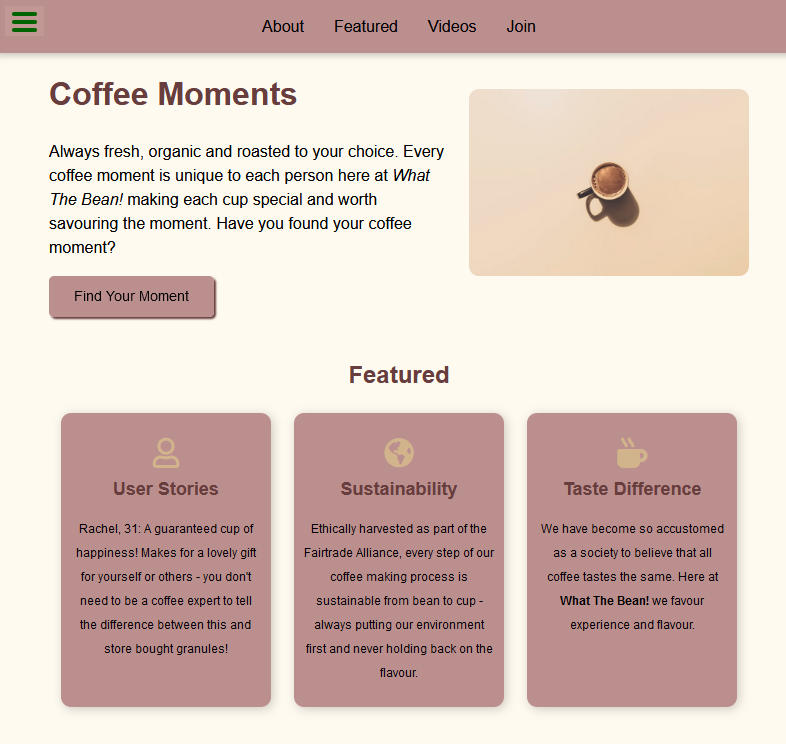 About Featured Videos Join
Coffee Moments
Always fresh, organic and roasted to your choice. Every
coffee moment is unique to each person here at What
The Bean! making each cup special and worth
savouring the moment. Have you found your coffee
moment?
Find Your Moment
Featured
User Stories
Rachel, 31: A guaranteed cup of
happiness! Makes for a lovely gift
for yourself or others - you don't
need to be a coffee expert to tell
the difference between this and
store bought granules!
Sustainability
Ethically harvested as part of the
Fairtrade Alliance, every step of our
coffee making process is
sustainable from bean to cup -
always putting our environment
first and never holding back on the
flavour.
Taste Difference
We have become so accustomed
as a society to believe that all
coffee tastes the same. Here at
What The Bean! we favour
experience and flavour.